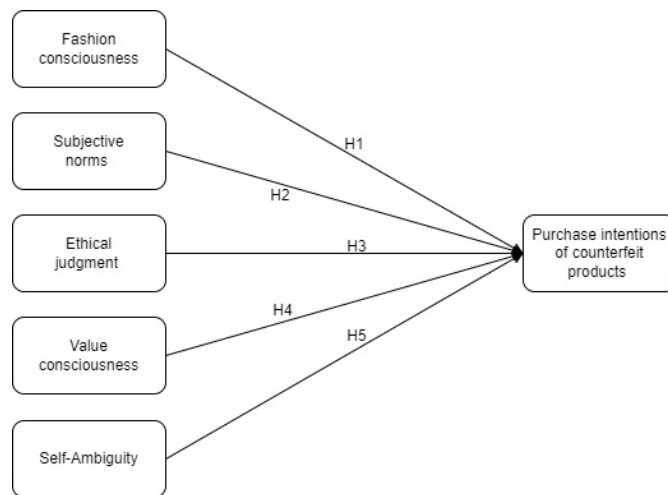 Fashion
consciousness
H1
Subjective
norms
H2
Ethical
judgment
H3
Purchase intentions
of counterfeit
products
H4
Value
consciousness
H5
Self-Ambiguity